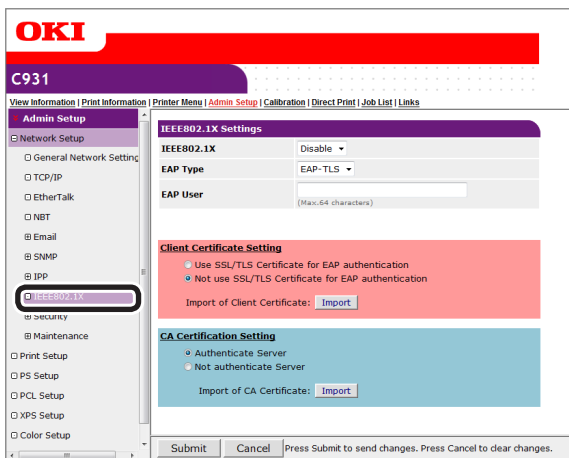 OKI
C931
View Information | Print Information | Printer Menu | Admin Setup | Calibration | Direct Print | Job List | Links
Admin Setup
Network Setup
General Network Setting
TCP/IP
EtherTalk
NBT
Email
SNMP
IPP
IEEE802.1X
Security
Maintenance
Print Setup
PS Setup
PCL Setup
XPS Setup
Color Setup
IEEE802.1X Settings
IEEE802.1X Disable
EAP Type EAP-TLS
EAP User
(Max.64 characters)
Client Certificate Setting
Use SSL/TLS Certificate for EAP authentication
Not use SSL/TLS Certificate for EAP authentication
Import of Client Certificate: Import
CA Certification Setting
Authenticate Server
Not authenticate Server
Import of CA Certificate: Import
Submit Cancel Press Submit to send changes. Press Cancel to clear changes.